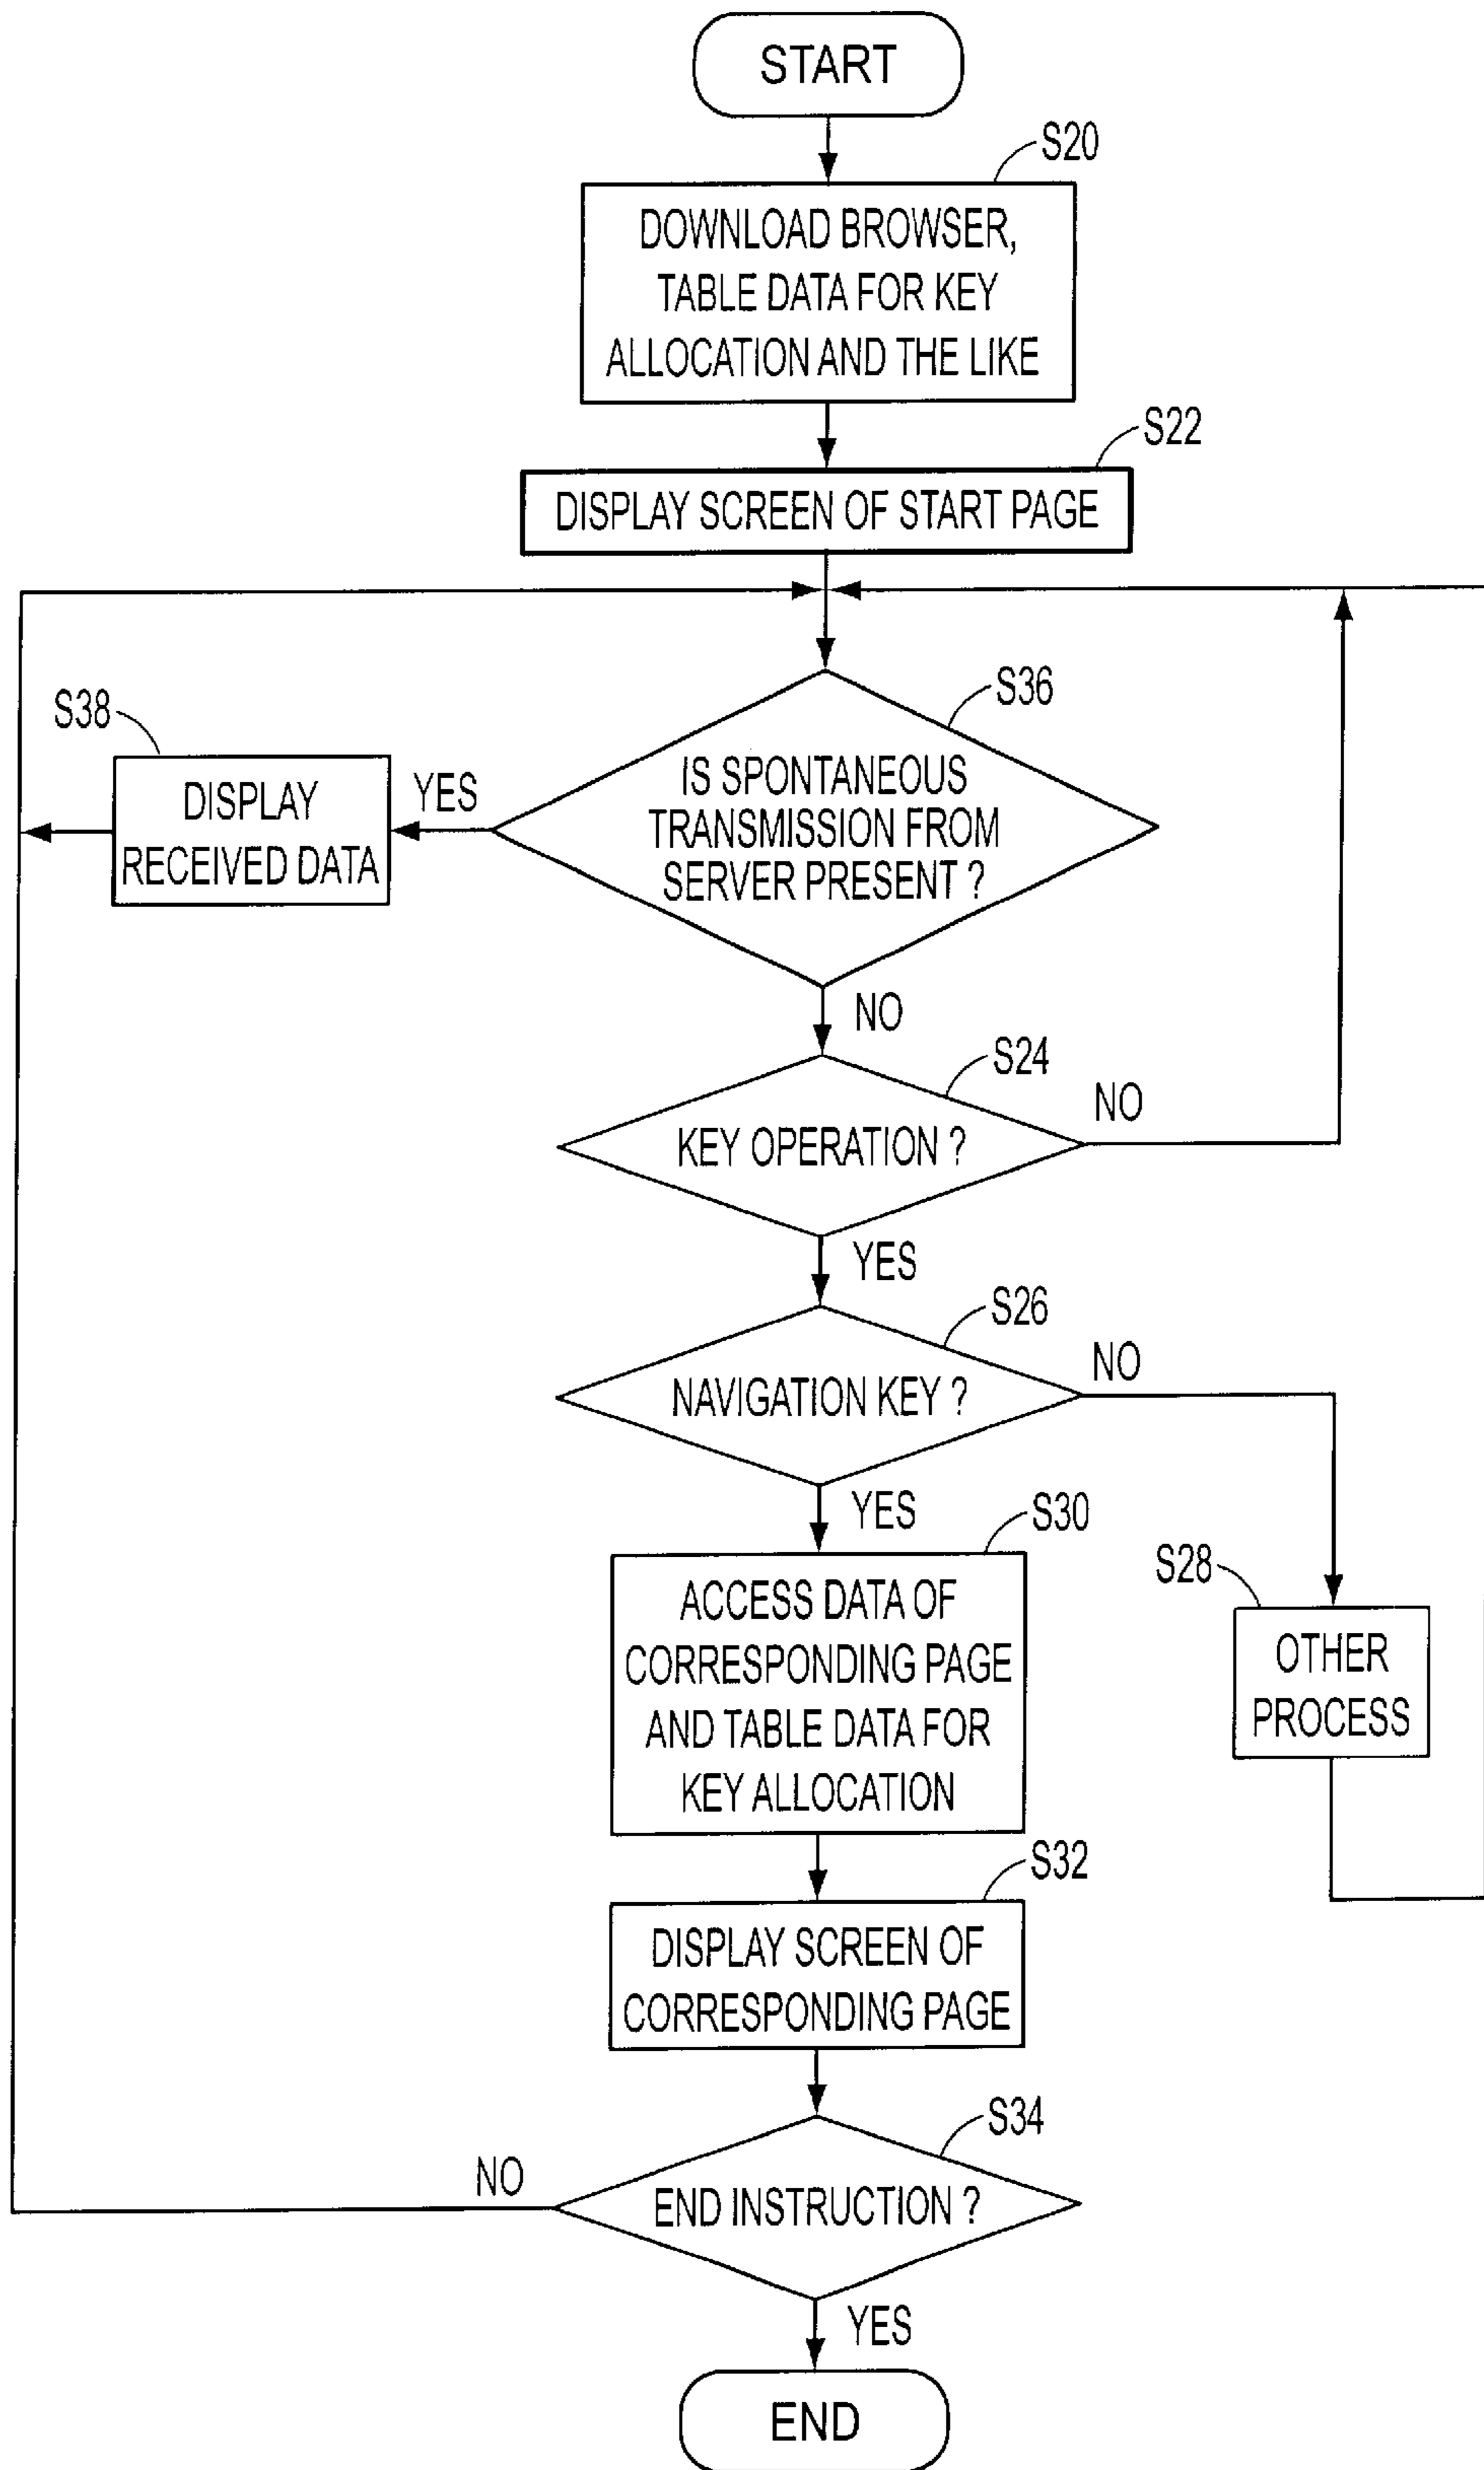 START
S20
DOWNLOAD BROWSER,
TABLE DATA FOR KEY
ALLOCATION AND THE LIKE
S22
DISPLAY SCREEN OF START PAGE
S36
IS SPONTANEOUS
TRANSMISSION FROM
SERVER PRESENT ?
YES
S38
DISPLAY
RECEIVED DATA
NO
S24
KEY OPERATION ?
NO
YES
S26
NAVIGATION KEY ?
NO
YES
S28
OTHER
PROCESS
S30
ACCESS DATA OF
CORRESPONDING PAGE
AND TABLE DATA FOR
KEY ALLOCATION
S32
DISPLAY SCREEN OF
CORRESPONDING PAGE
S34
END INSTRUCTION ?
NO
YES
END